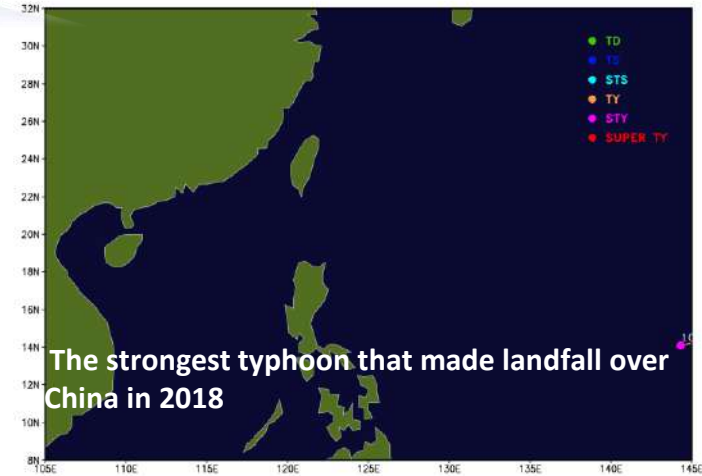 32N
30N
28N
26N
24N
22N
20N
18N
16N
14N
12N
10N
8N
TD
TS
STS
TY
STY
SUPER TY
The strongest typhoon that made landfall over
China in 2018
105E 110E 115E 120E 125E 130E 135E 140E 145E